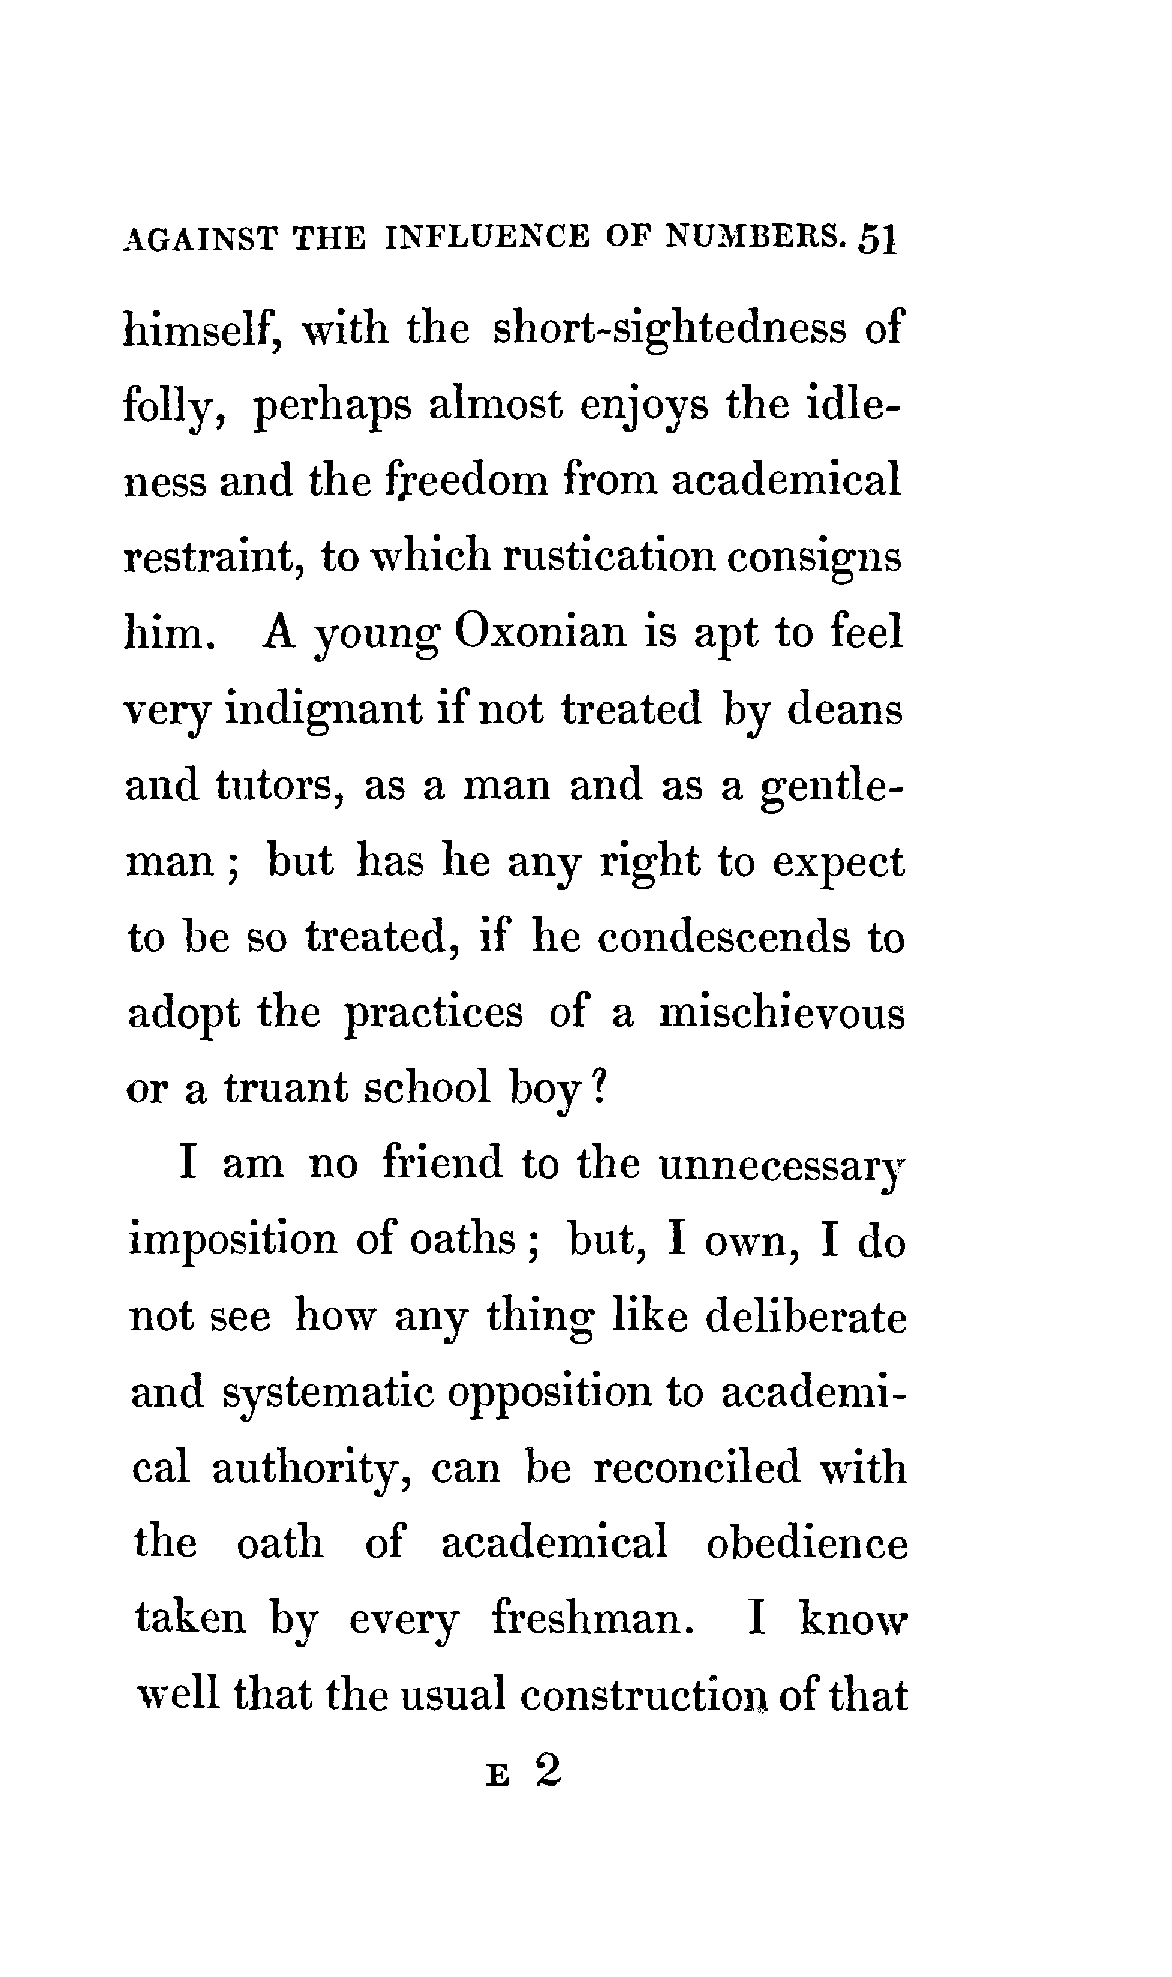 AGAINST THE INFLUENCE OF NUMBERS. 51
himself, with the short-sightedness of
folly, perhaps almost enjoys the idle-
ness and the freedom from academical
restraint, to which rustication consigns
him. A young Oxonian is apt to feel
very indignant if not treated by deans
and tutors, as a man and as a gentle-
man ; but has he any right to expect
to be so treated, if he condescends to
adopt the practices of a mischievous
or a truant school boy ?
I am no friend to the unnecessary
imposition of oaths ; but, I own, I do
not see how any thing like deliberate
and systematic opposition to academi-
cal authority, can be reconciled with
the oath of academical obedience
taken by every freshman. I know
well that the usual construction of that
E 2